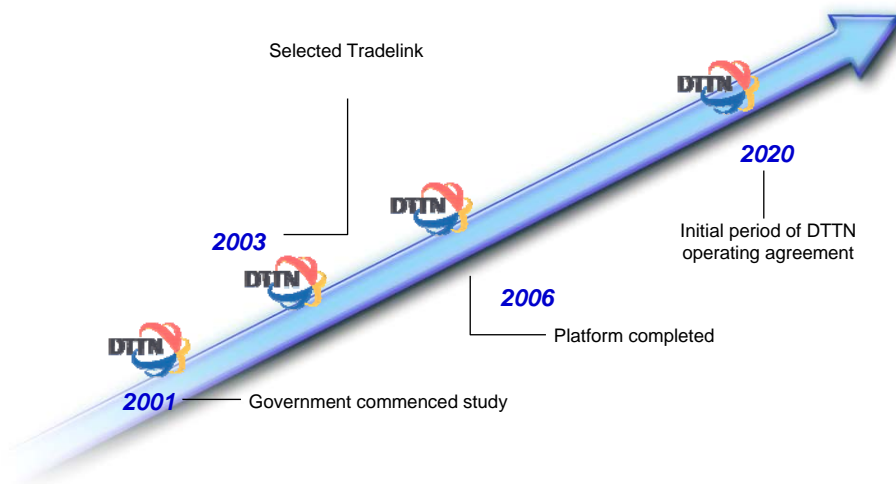 Selected Tradelink
DTTN
2020
DTTN
Initial period of DTTN
operating agreement
2003
DTTN
2006
Platform completed
DTTN
2001
Government commenced study